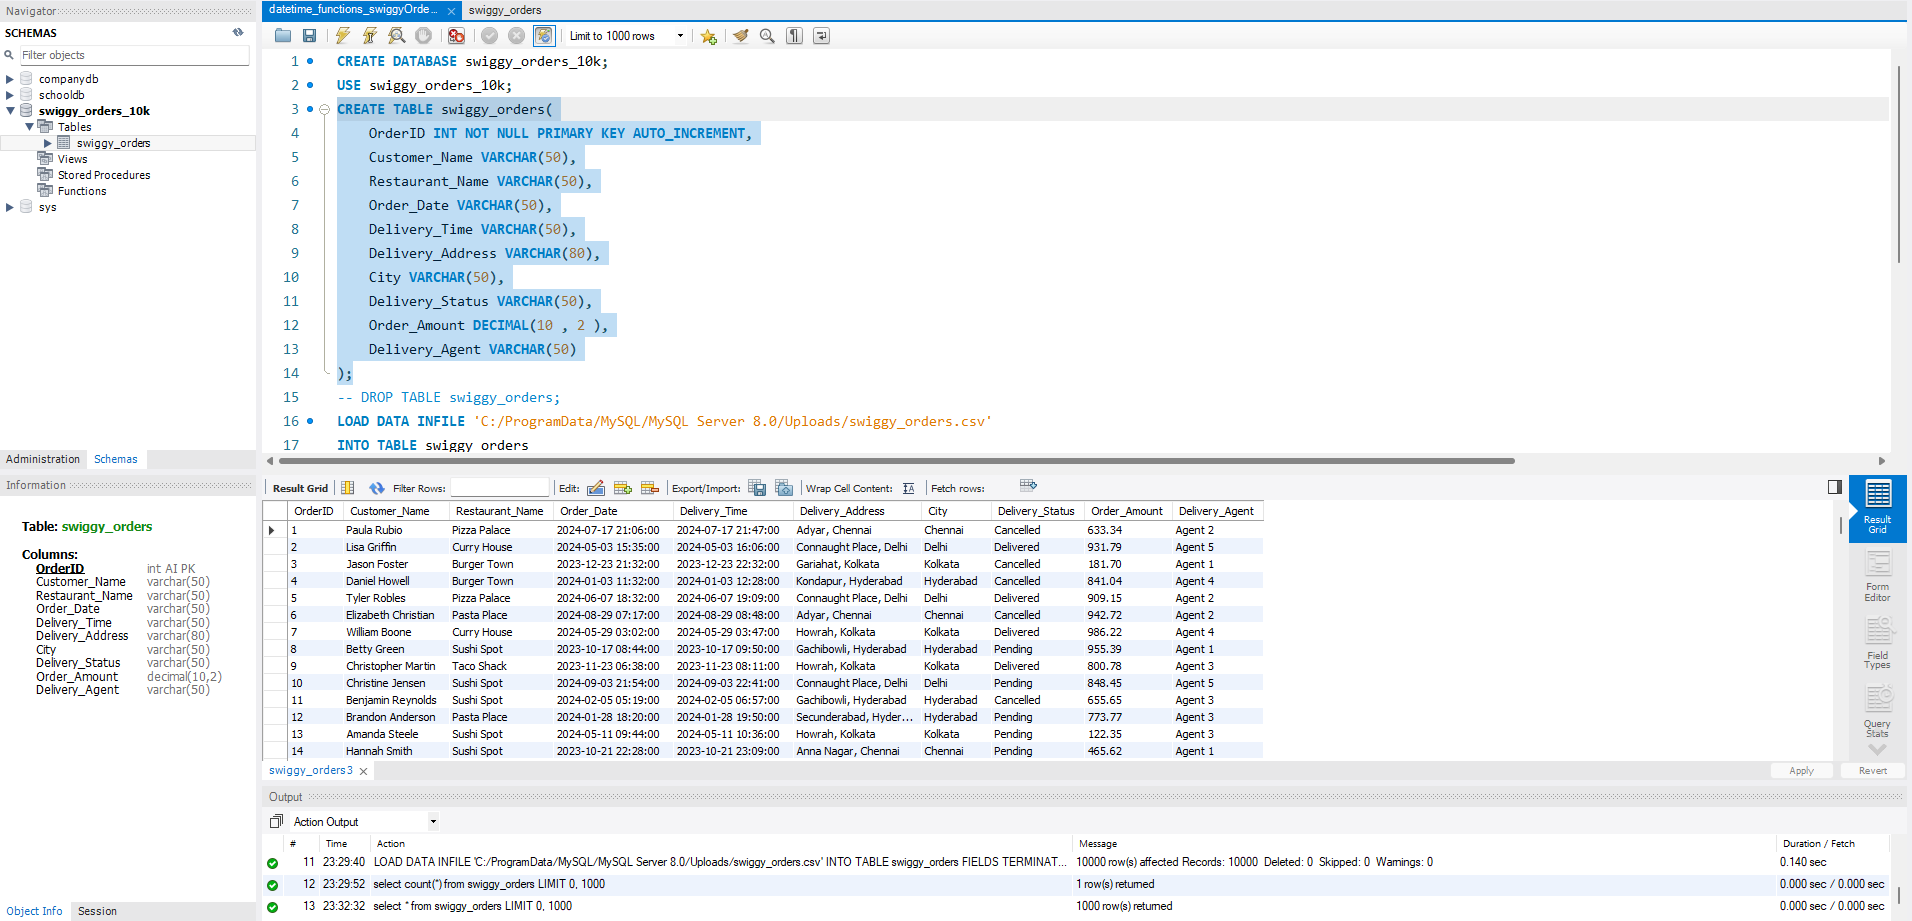 Navigator
SCHEMAS
Filter objects
companydb
schooldb
swiggy_orders_10k
Tables
swiggy_orders
Views
Stored Procedures
Functions
sys
Administration Schemas
Information
Table: swiggy_orders
Columns:
OrderID int AI PK
Customer_Name varchar(50)
Restaurant_Name varchar(50)
Order_Date varchar(50)
Delivery_Time varchar(50)
Delivery_Address varchar(80)
City varchar(50)
Delivery_Status varchar(50)
Order_Amount decimal(10,2)
Delivery_Agent varchar(50)
Object Info Session
datetime_functions_swiggyOrde... swiggy_orders
Limit to 1000 rows
1 CREATE DATABASE swiggy_orders_10k;
2 USE swiggy_orders_10k;
3 CREATE TABLE swiggy_orders(
4 OrderID INT NOT NULL PRIMARY KEY AUTO_INCREMENT,
5 Customer_Name VARCHAR(50),
6 Restaurant_Name VARCHAR(50),
7 Order_Date VARCHAR(50),
8 Delivery_Time VARCHAR(50),
9 Delivery_Address VARCHAR(80),
10 City VARCHAR(50),
11 Delivery_Status VARCHAR(50),
12 Order_Amount DECIMAL(10 , 2 ),
13 Delivery_Agent VARCHAR(50)
14 );
15 -- DROP TABLE swiggy_orders;
16 LOAD DATA INFILE 'C:/ProgramData/MySQL/MySQL Server 8.0/Uploads/swiggy_orders.csv'
17 INTO TABLE swiggy_orders
Result Grid Filter Rows: Edit: Export/Import: Wrap Cell Content: Fetch rows:
OrderID Customer_Name Restaurant_Name Order_Date Delivery_Time Delivery_Address City Delivery_Status Order_Amount Delivery_Agent
1 Paula Rubio Pizza Palace 2024-07-17 21:06:00 2024-07-17 21:47:00 Adyar, Chennai Chennai Cancelled 633.34 Agent 2
2 Lisa Griffin Curry House 2024-05-03 15:35:00 2024-05-03 16:06:00 Connaught Place, Delhi Delhi Delivered 931.79 Agent 5
3 Jason Foster Burger Town 2023-12-23 21:32:00 2023-12-23 22:32:00 Gariahat, Kolkata Kolkata Cancelled 181.70 Agent 1
4 Daniel Howell Burger Town 2024-01-03 11:32:00 2024-01-03 12:28:00 Kondapur, Hyderabad Hyderabad Cancelled 841.04 Agent 4
5 Tyler Robles Pizza Palace 2024-06-07 18:32:00 2024-06-07 19:09:00 Connaught Place, Delhi Delhi Delivered 909.15 Agent 2
6 Elizabeth Christian Pasta Place 2024-08-29 07:17:00 2024-08-29 08:48:00 Adyar, Chennai Chennai Cancelled 942.72 Agent 2
7 William Boone Curry House 2024-05-29 03:02:00 2024-05-29 03:47:00 Howrah, Kolkata Kolkata Delivered 986.22 Agent 4
8 Betty Green Sushi Spot 2023-10-17 08:44:00 2023-10-17 09:50:00 Gachibowli, Hyderabad Hyderabad Pending 955.39 Agent 1
9 Christopher Martin Taco Shack 2023-11-23 06:38:00 2023-11-23 08:11:00 Howrah, Kolkata Kolkata Delivered 800.78 Agent 3
10 Christine Jensen Sushi Spot 2024-09-03 21:54:00 2024-09-03 22:41:00 Connaught Place, Delhi Delhi Pending 848.45 Agent 5
11 Benjamin Reynolds Sushi Spot 2024-02-05 05:19:00 2024-02-05 06:57:00 Gachibowli, Hyderabad Hyderabad Cancelled 655.65 Agent 3
12 Brandon Anderson Pasta Place 2024-01-28 18:20:00 2024-01-28 19:50:00 Secunderabad, Hyder... Hyderabad Pending 773.77 Agent 3
13 Amanda Steele Sushi Spot 2024-05-11 09:44:00 2024-05-11 10:36:00 Howrah, Kolkata Kolkata Pending 122.35 Agent 3
14 Hannah Smith Sushi Spot 2023-10-21 22:28:00 2023-10-21 23:09:00 Anna Nagar, Chennai Chennai Pending 465.62 Agent 1
Result Grid
Form Editor
Field Types
Query Stats
swiggy_orders3 Apply Revert
Output
Action Output
# Time Action Message Duration / Fetch
11 23:29:40 LOAD DATA INFILE 'C:/ProgramData/MySQL/MySQL Server 8.0/Uploads/swiggy_orders.csv' INTO TABLE swiggy_orders FIELDS TERMINAT... 10000 row(s) affected Records: 10000 Deleted: 0 Skipped: 0 Warnings: 0 0.140 sec
12 23:29:52 select count(*) from swiggy_orders LIMIT 0, 1000 1 row(s) returned 0.000 sec / 0.000 sec
13 23:32:32 select * from swiggy_orders LIMIT 0, 1000 1000 row(s) returned 0.000 sec / 0.000 sec